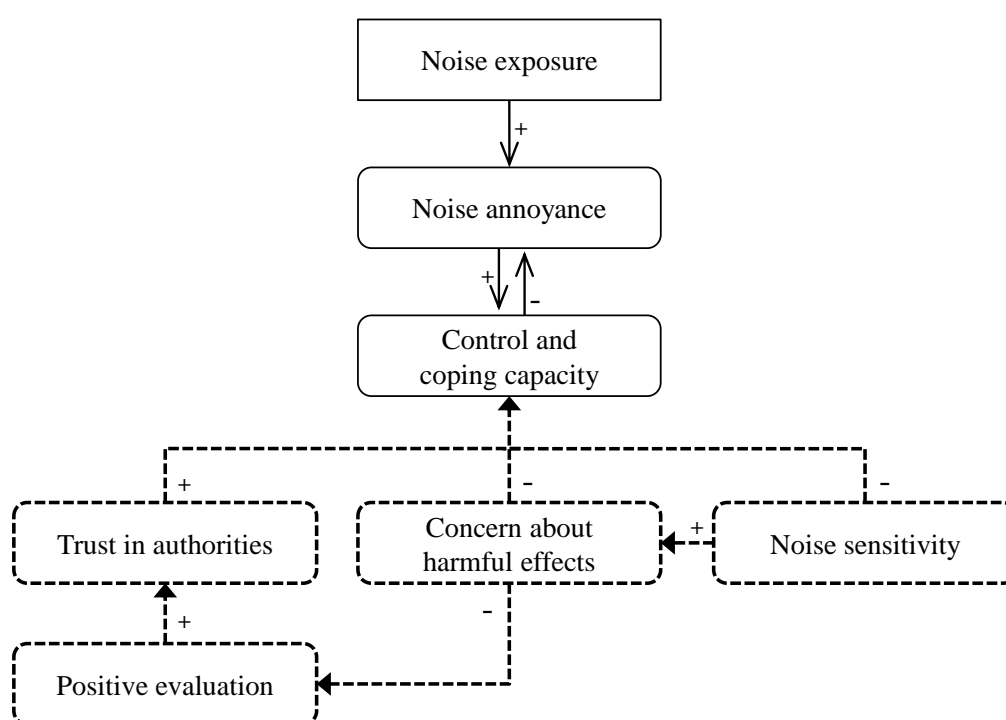 Noise exposure
+
Noise annoyance
+
-
Control and
coping capacity
+
-
-
Trust in authorities
Concern about
harmful effects
+
Noise sensitivity
+
-
Positive evaluation